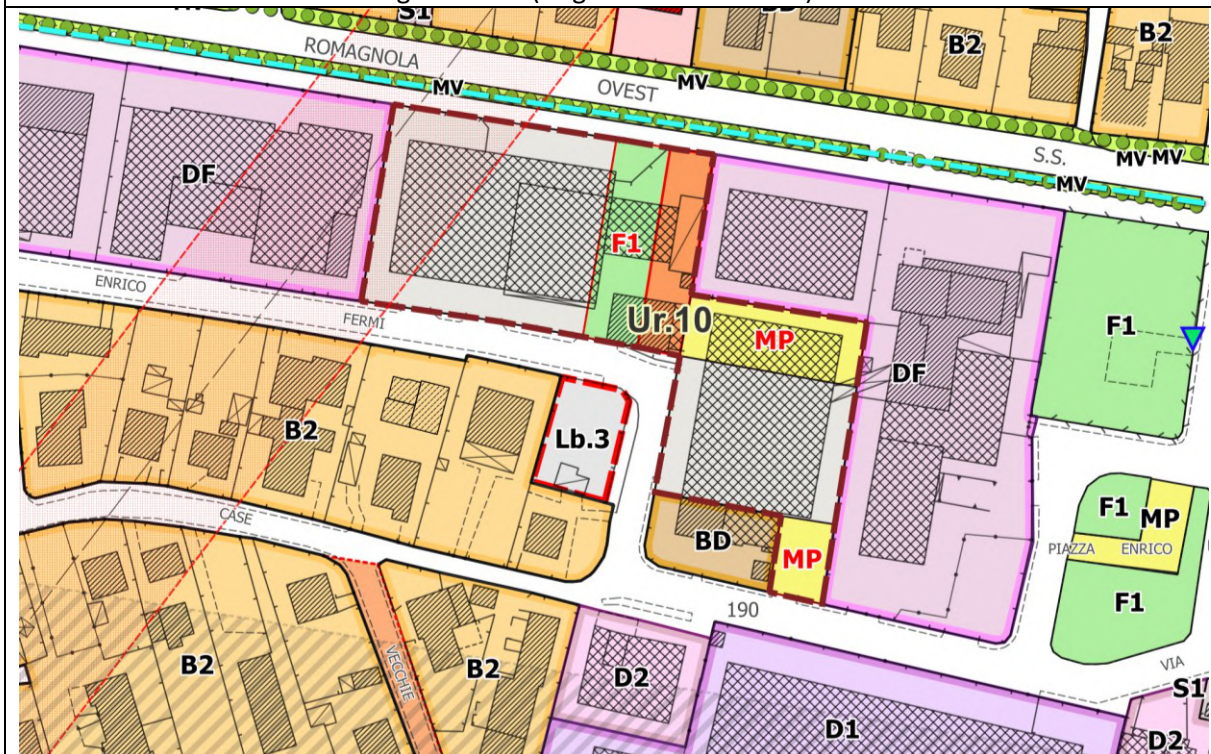 S1
B2
B2
ROMAGNOLA
OVEST
MV
MV
S.S.
MV
MV
MV
DF
F1
Ur.10
MP
DF
F1
ENRICO
FERMI
B2
Lb.3
CASE
BD
MP
F1
MP
PIAZZA
ENRICO
F1
190
B2
VECCHIE
B2
D2
D1
VIA
S1
D2